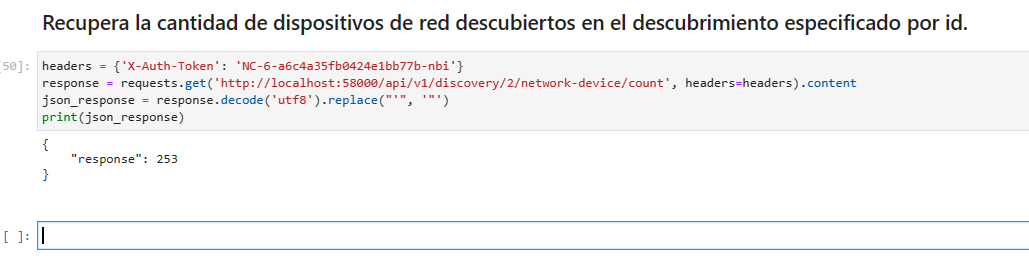 Recupera la cantidad de dispositivos de red descubiertos en el descubrimiento especificado por id.
50]: headers = {'X-Auth-Token': 'NC-6-a6c4a35fb0424e1bb77b-nbi'}
response = requests.get('http://localhost:58000/api/v1/discovery/2/network-device/count', headers=headers).content
json_response = response.decode('utf8').replace("'", '"')
print(json_response)
{
    "response": 253
}
[ ]: